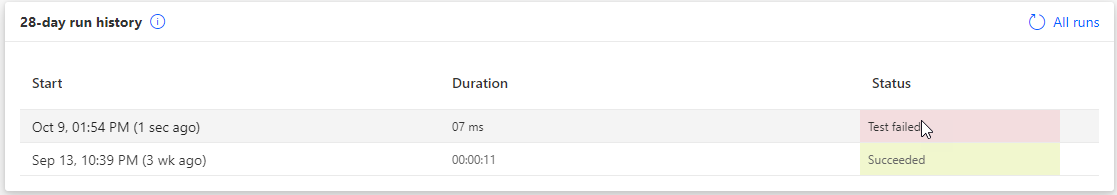 28-day run history
All runs
Start Duration Status
Oct 9, 01:54 PM (1 sec ago) 07 ms Test failed
Sep 13, 10:39 PM (3 wk ago) 00:00:11 Succeeded